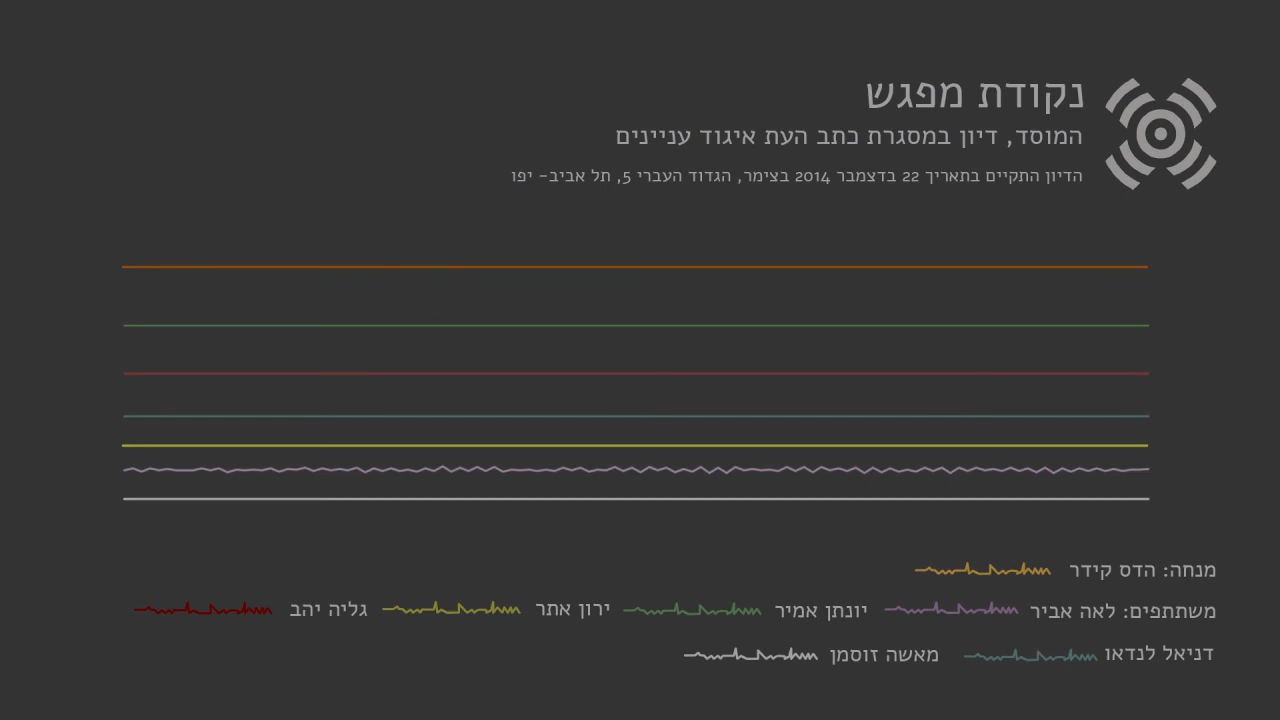 נקודת מפגש
המוסד, דיון במסגרת כתב העת איגוד עניינים
הדיון התקיים בתאריך 22 בדצמבר 2014 בצימר, הגדוד העברי 5, תל אביב- יפו
מנחה: הדס קידר
משתתפים: לאה אביר יונתן אמיר ירון אתר גליה יהב
דניאל לנדאו מאשה זוסמן